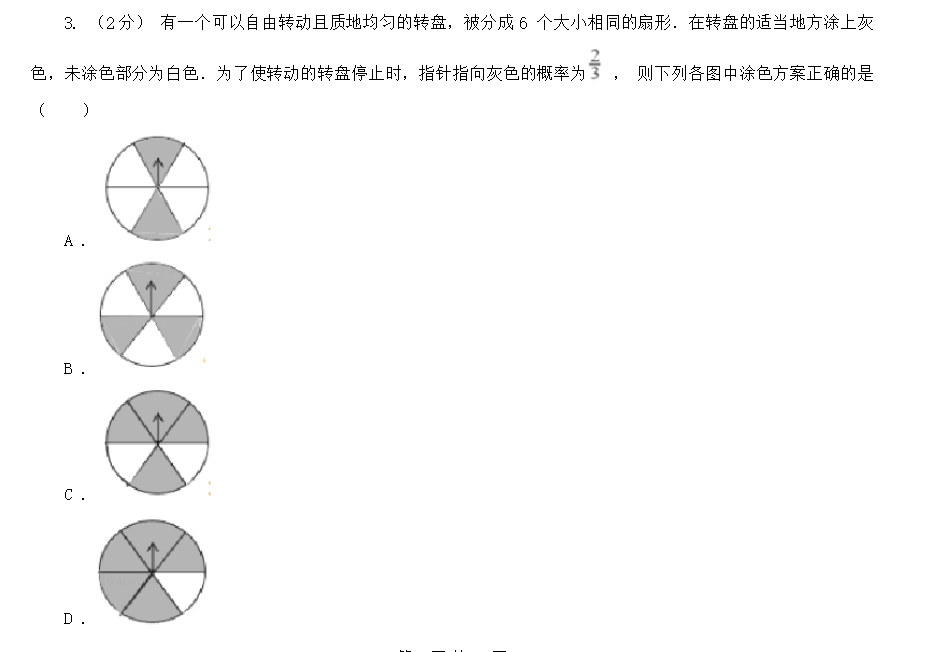 3. （2分） 有一个可以自由转动且质地均匀的转盘，被分成6 个大小相同的扇形．在转盘的适当地方涂上灰
色，未涂色部分为白色．为了使转动的转盘停止时，指针指向灰色的概率为 2/3 ， 则下列各图中涂色方案正确的是
（ ）
A .
B .
C .
D .